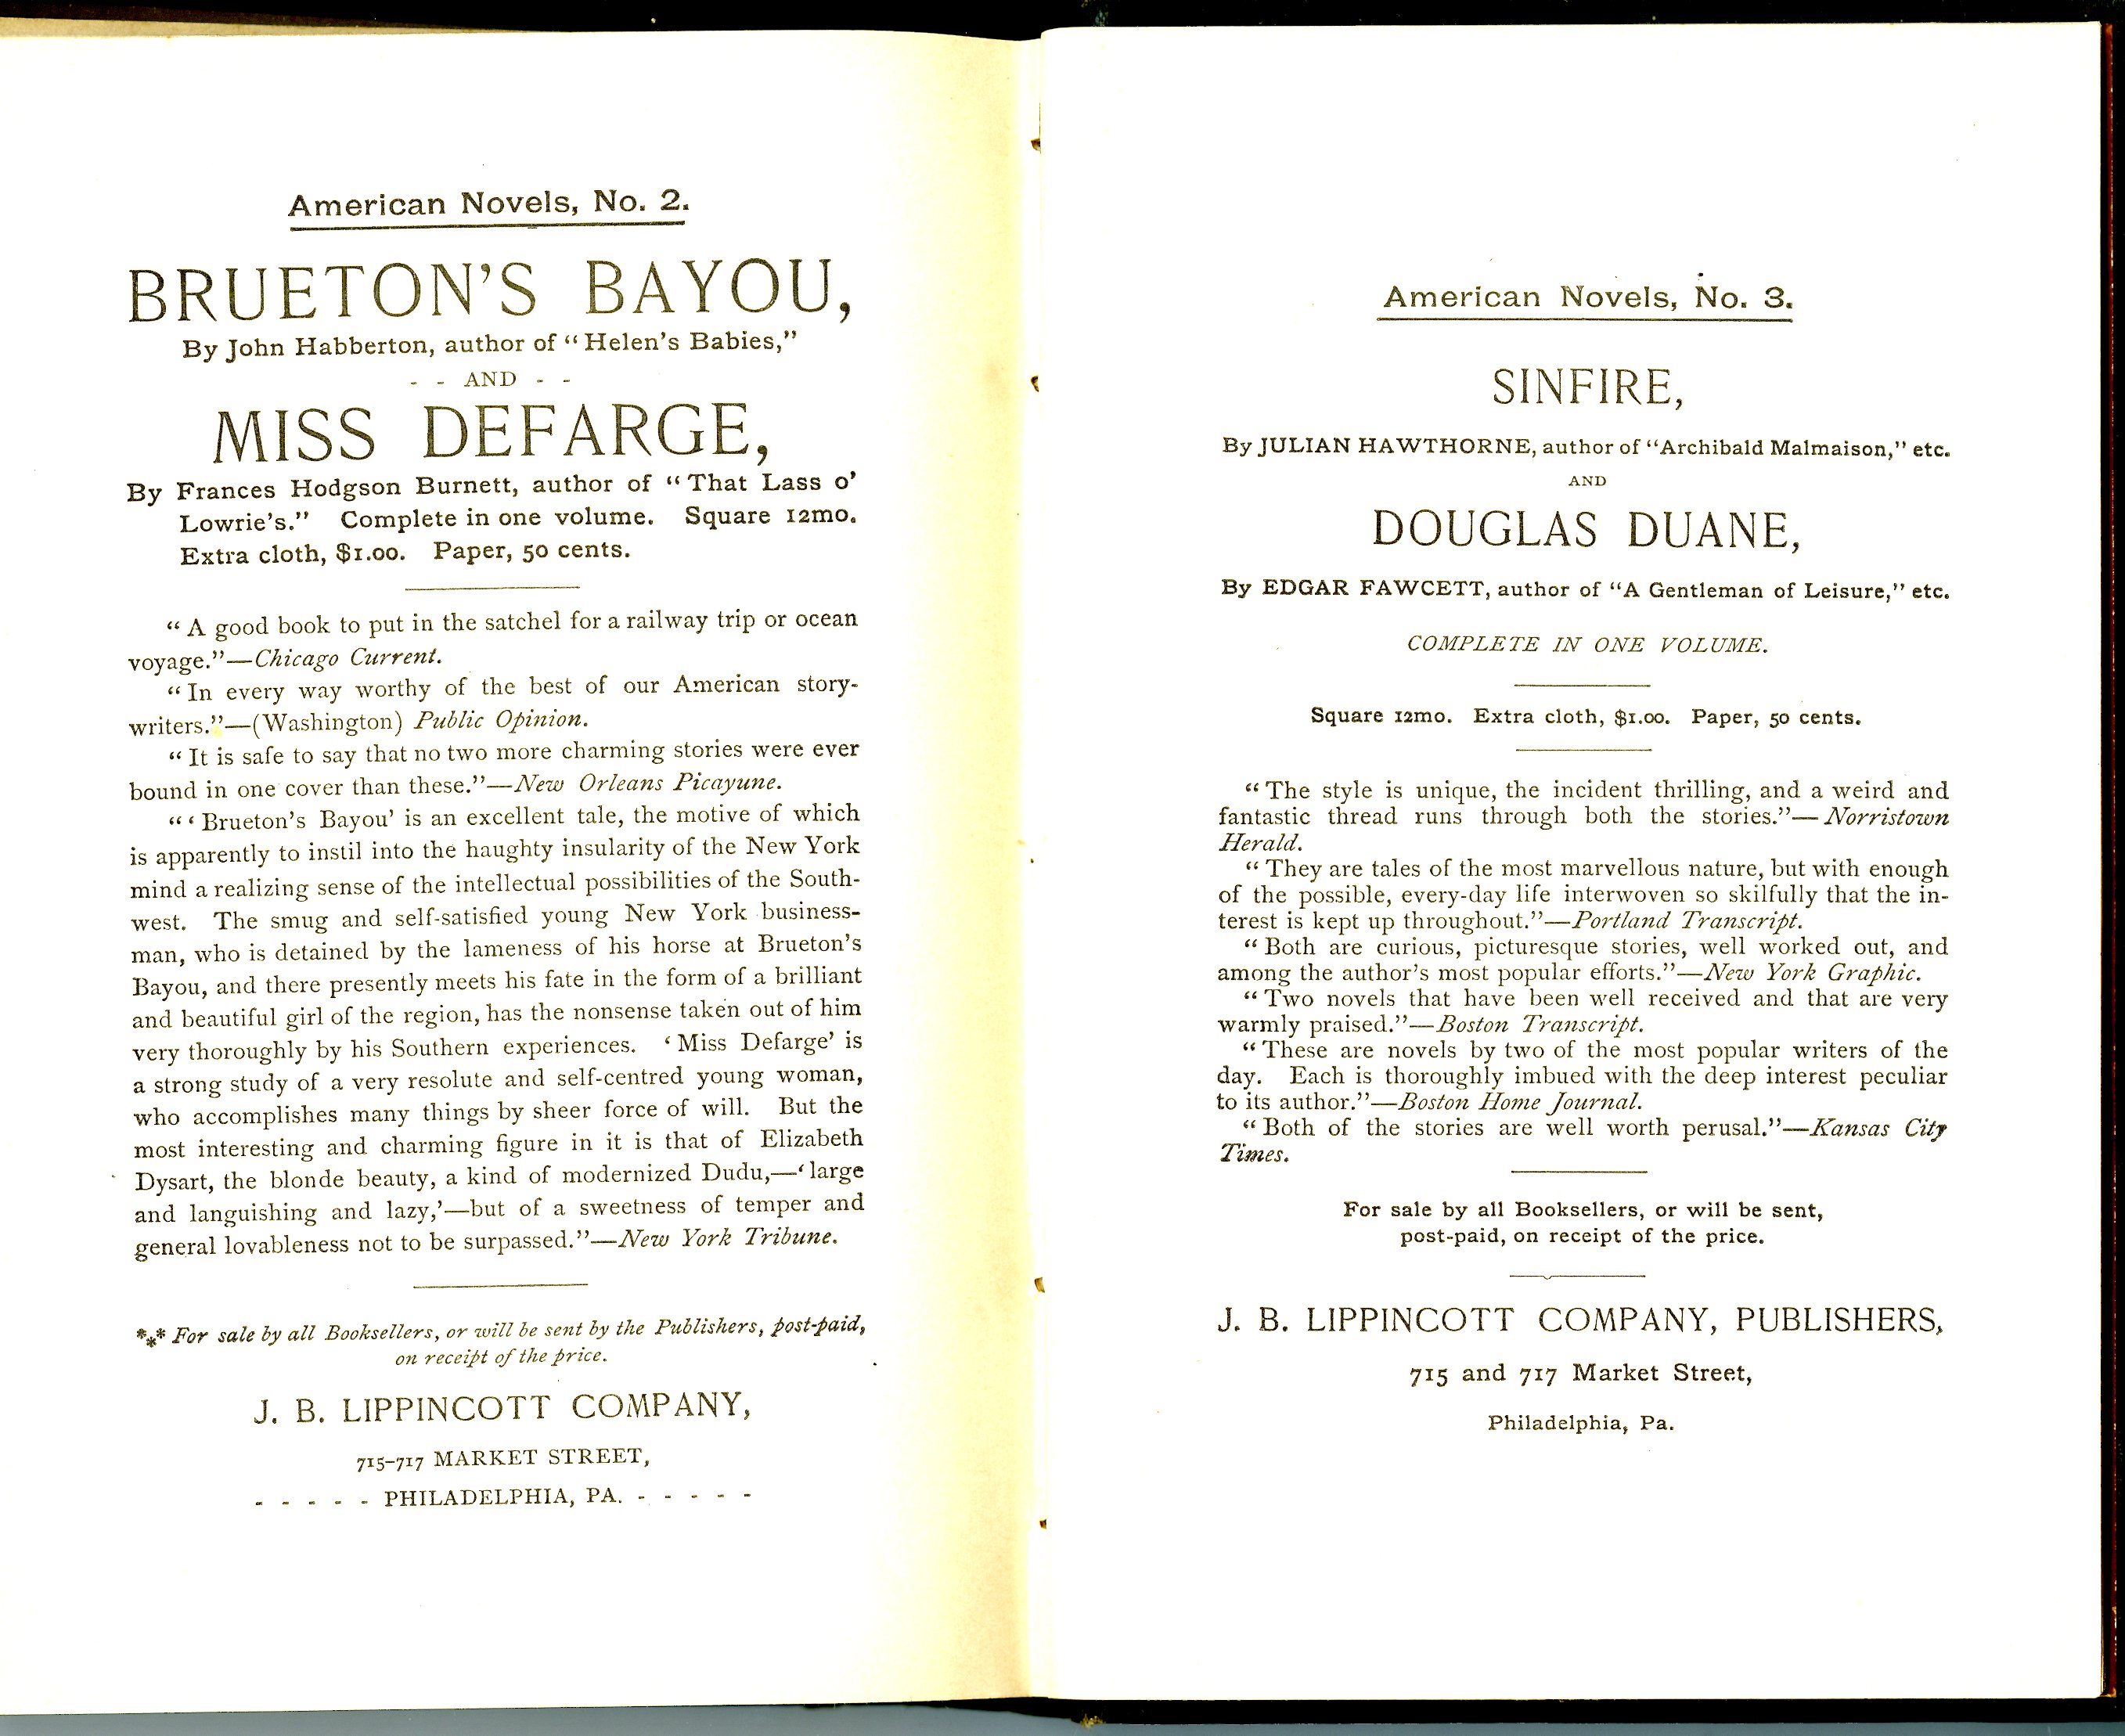 American Novels, No. 2.
BRUETON'S BAYOU,
By John Habberton, author of "Helen's Babies,"
- - AND - -
MISS DEFARGE,
By Frances Hodgson Burnett, author of "That Lass o'
Lowrie's." Complete in one volume. Square 12mo.
Extra cloth, $1.00. Paper, 50 cents.
"A good book to put in the satchel for a railway trip or ocean
voyage."—Chicago Current.
"In every way worthy of the best of our American story-
writers."—(Washington) Public Opinion.
"It is safe to say that no two more charming stories were ever
bound in one cover than these."—New Orleans Picayune.
"'Brueton's Bayou' is an excellent tale, the motive of which
is apparently to instil into the haughty insularity of the New York
mind a realizing sense of the intellectual possibilities of the South-
west. The smug and self-satisfied young New York business-
man, who is detained by the lameness of his horse at Brueton's
Bayou, and there presently meets his fate in the form of a brilliant
and beautiful girl of the region, has the nonsense taken out of him
very thoroughly by his Southern experiences. 'Miss Defarge' is
a strong study of a very resolute and self-centred young woman,
who accomplishes many things by sheer force of will. But the
most interesting and charming figure in it is that of Elizabeth
Dysart, the blonde beauty, a kind of modernized Dudu,—'large
and languishing and lazy,'—but of a sweetness of temper and
general lovableness not to be surpassed."—New York Tribune.
*** For sale by all Booksellers, or will be sent by the Publishers, post-paid,
on receipt of the price.
J. B. LIPPINCOTT COMPANY,
715-717 MARKET STREET,
- - - - - PHILADELPHIA, PA. - - - - -
American Novels, No. 3.
SINFIRE,
By JULIAN HAWTHORNE, author of "Archibald Malmaison," etc.
AND
DOUGLAS DUANE,
By EDGAR FAWCETT, author of "A Gentleman of Leisure," etc.
COMPLETE IN ONE VOLUME.
Square 12mo. Extra cloth, $1.00. Paper, 50 cents.
"The style is unique, the incident thrilling, and a weird and
fantastic thread runs through both the stories."—Norristown
Herald.
"They are tales of the most marvellous nature, but with enough
of the possible, every-day life interwoven so skilfully that the in-
terest is kept up throughout."—Portland Transcript.
"Both are curious, picturesque stories, well worked out, and
among the author's most popular efforts."—New York Graphic.
"Two novels that have been well received and that are very
warmly praised."—Boston Transcript.
"These are novels by two of the most popular writers of the
day. Each is thoroughly imbued with the deep interest peculiar
to its author."—Boston Home Journal.
"Both of the stories are well worth perusal."—Kansas City
Times.
For sale by all Booksellers, or will be sent,
post-paid, on receipt of the price.
J. B. LIPPINCOTT COMPANY, PUBLISHERS,
715 and 717 Market Street,
Philadelphia, Pa.